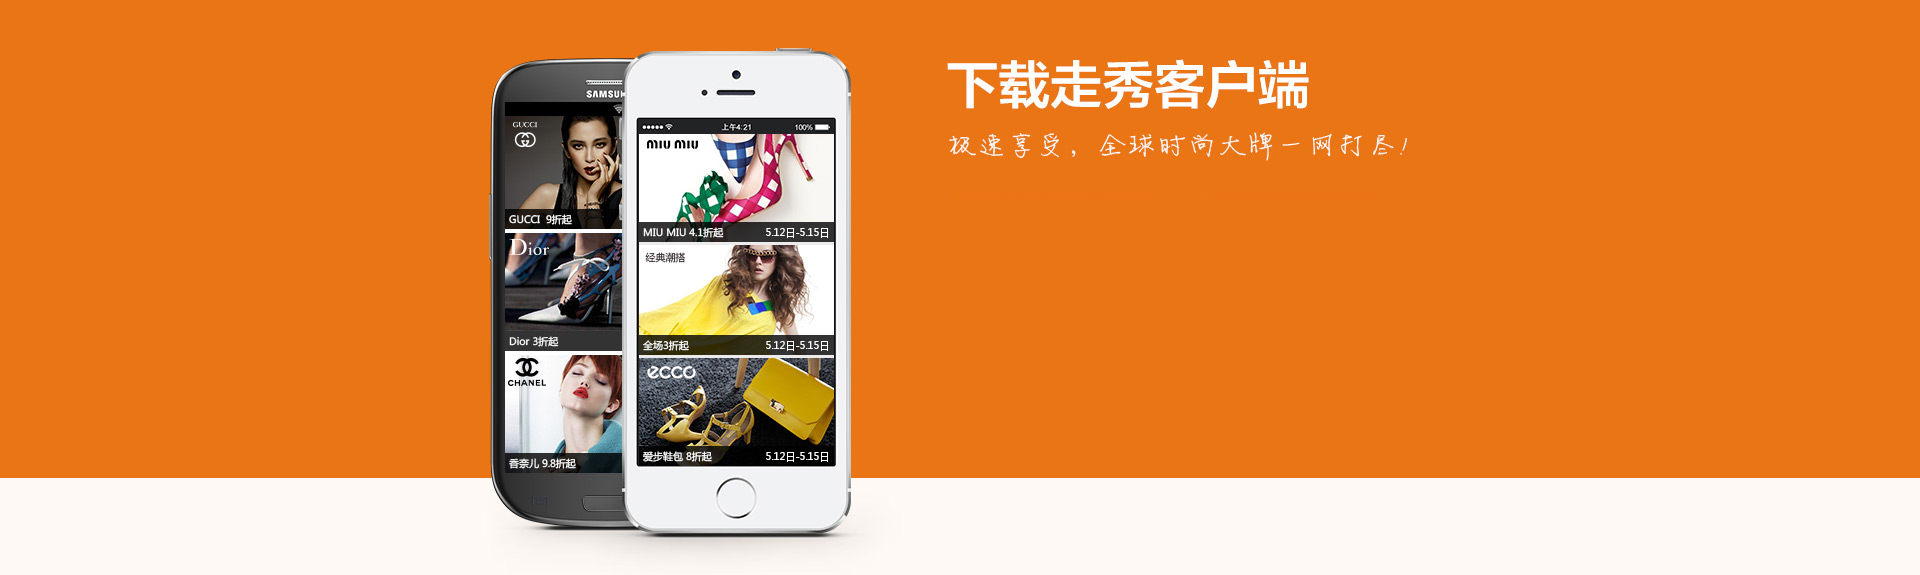 下载走秀客户端
极速享受，全球时尚大牌一网打尽！
SAMSU
GUCCI
GUCCI 9折起
Dior
Dior 3折起
CHANEL
香奈儿 9.8折起
上午4:21
100%
MIU MIU
MIU MIU 4.1折起
5.12日-5.15日
经典潮搭
全场3折起
5.12日-5.15日
ecco
爱步鞋包 8折起
5.12日-5.15日